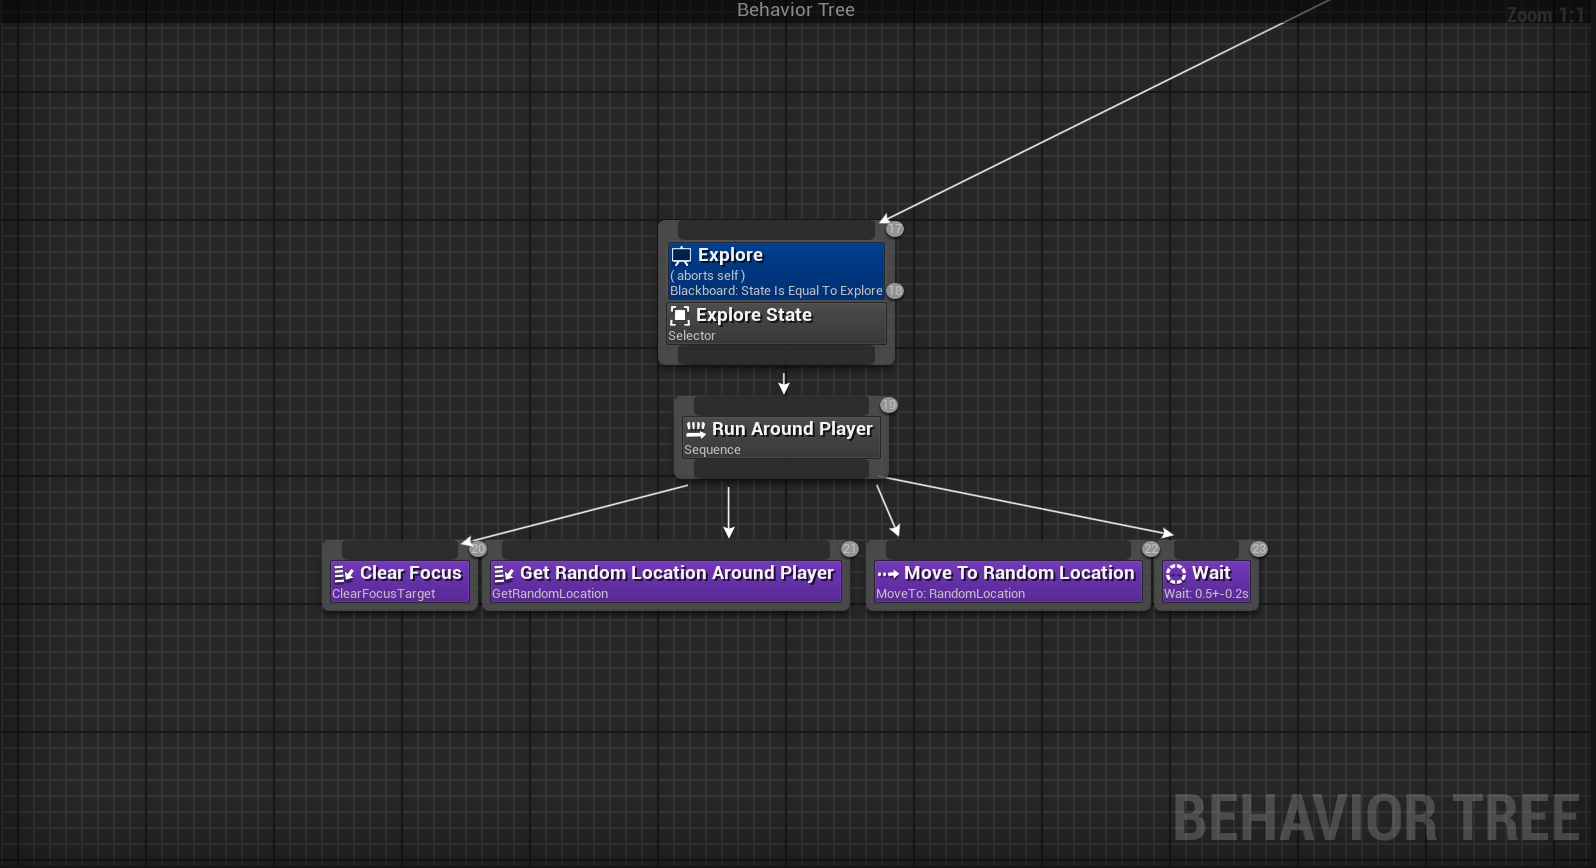 Behavior Tree
Zoom 1:1
17
Explore
( aborts self )
Blackboard: State Is Equal To Explore
18
Explore State
Selector
19
Run Around Player
Sequence
20
Clear Focus
ClearFocusTarget
21
Get Random Location Around Player
GetRandomLocation
22
Move To Random Location
MoveTo: RandomLocation
23
Wait
Wait: 0.5+-0.2s
BEHAVIOR TREE